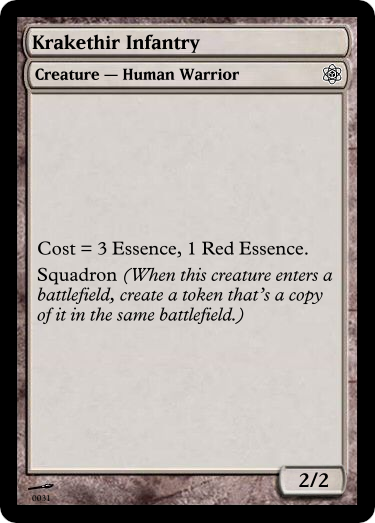 Krakethir Infantry
Creature — Human Warrior
Cost = 3 Essence, 1 Red Essence.
Squadron (When this creature enters a
battlefield, create a token that's a copy
of it in the same battlefield.)
2/2
0031